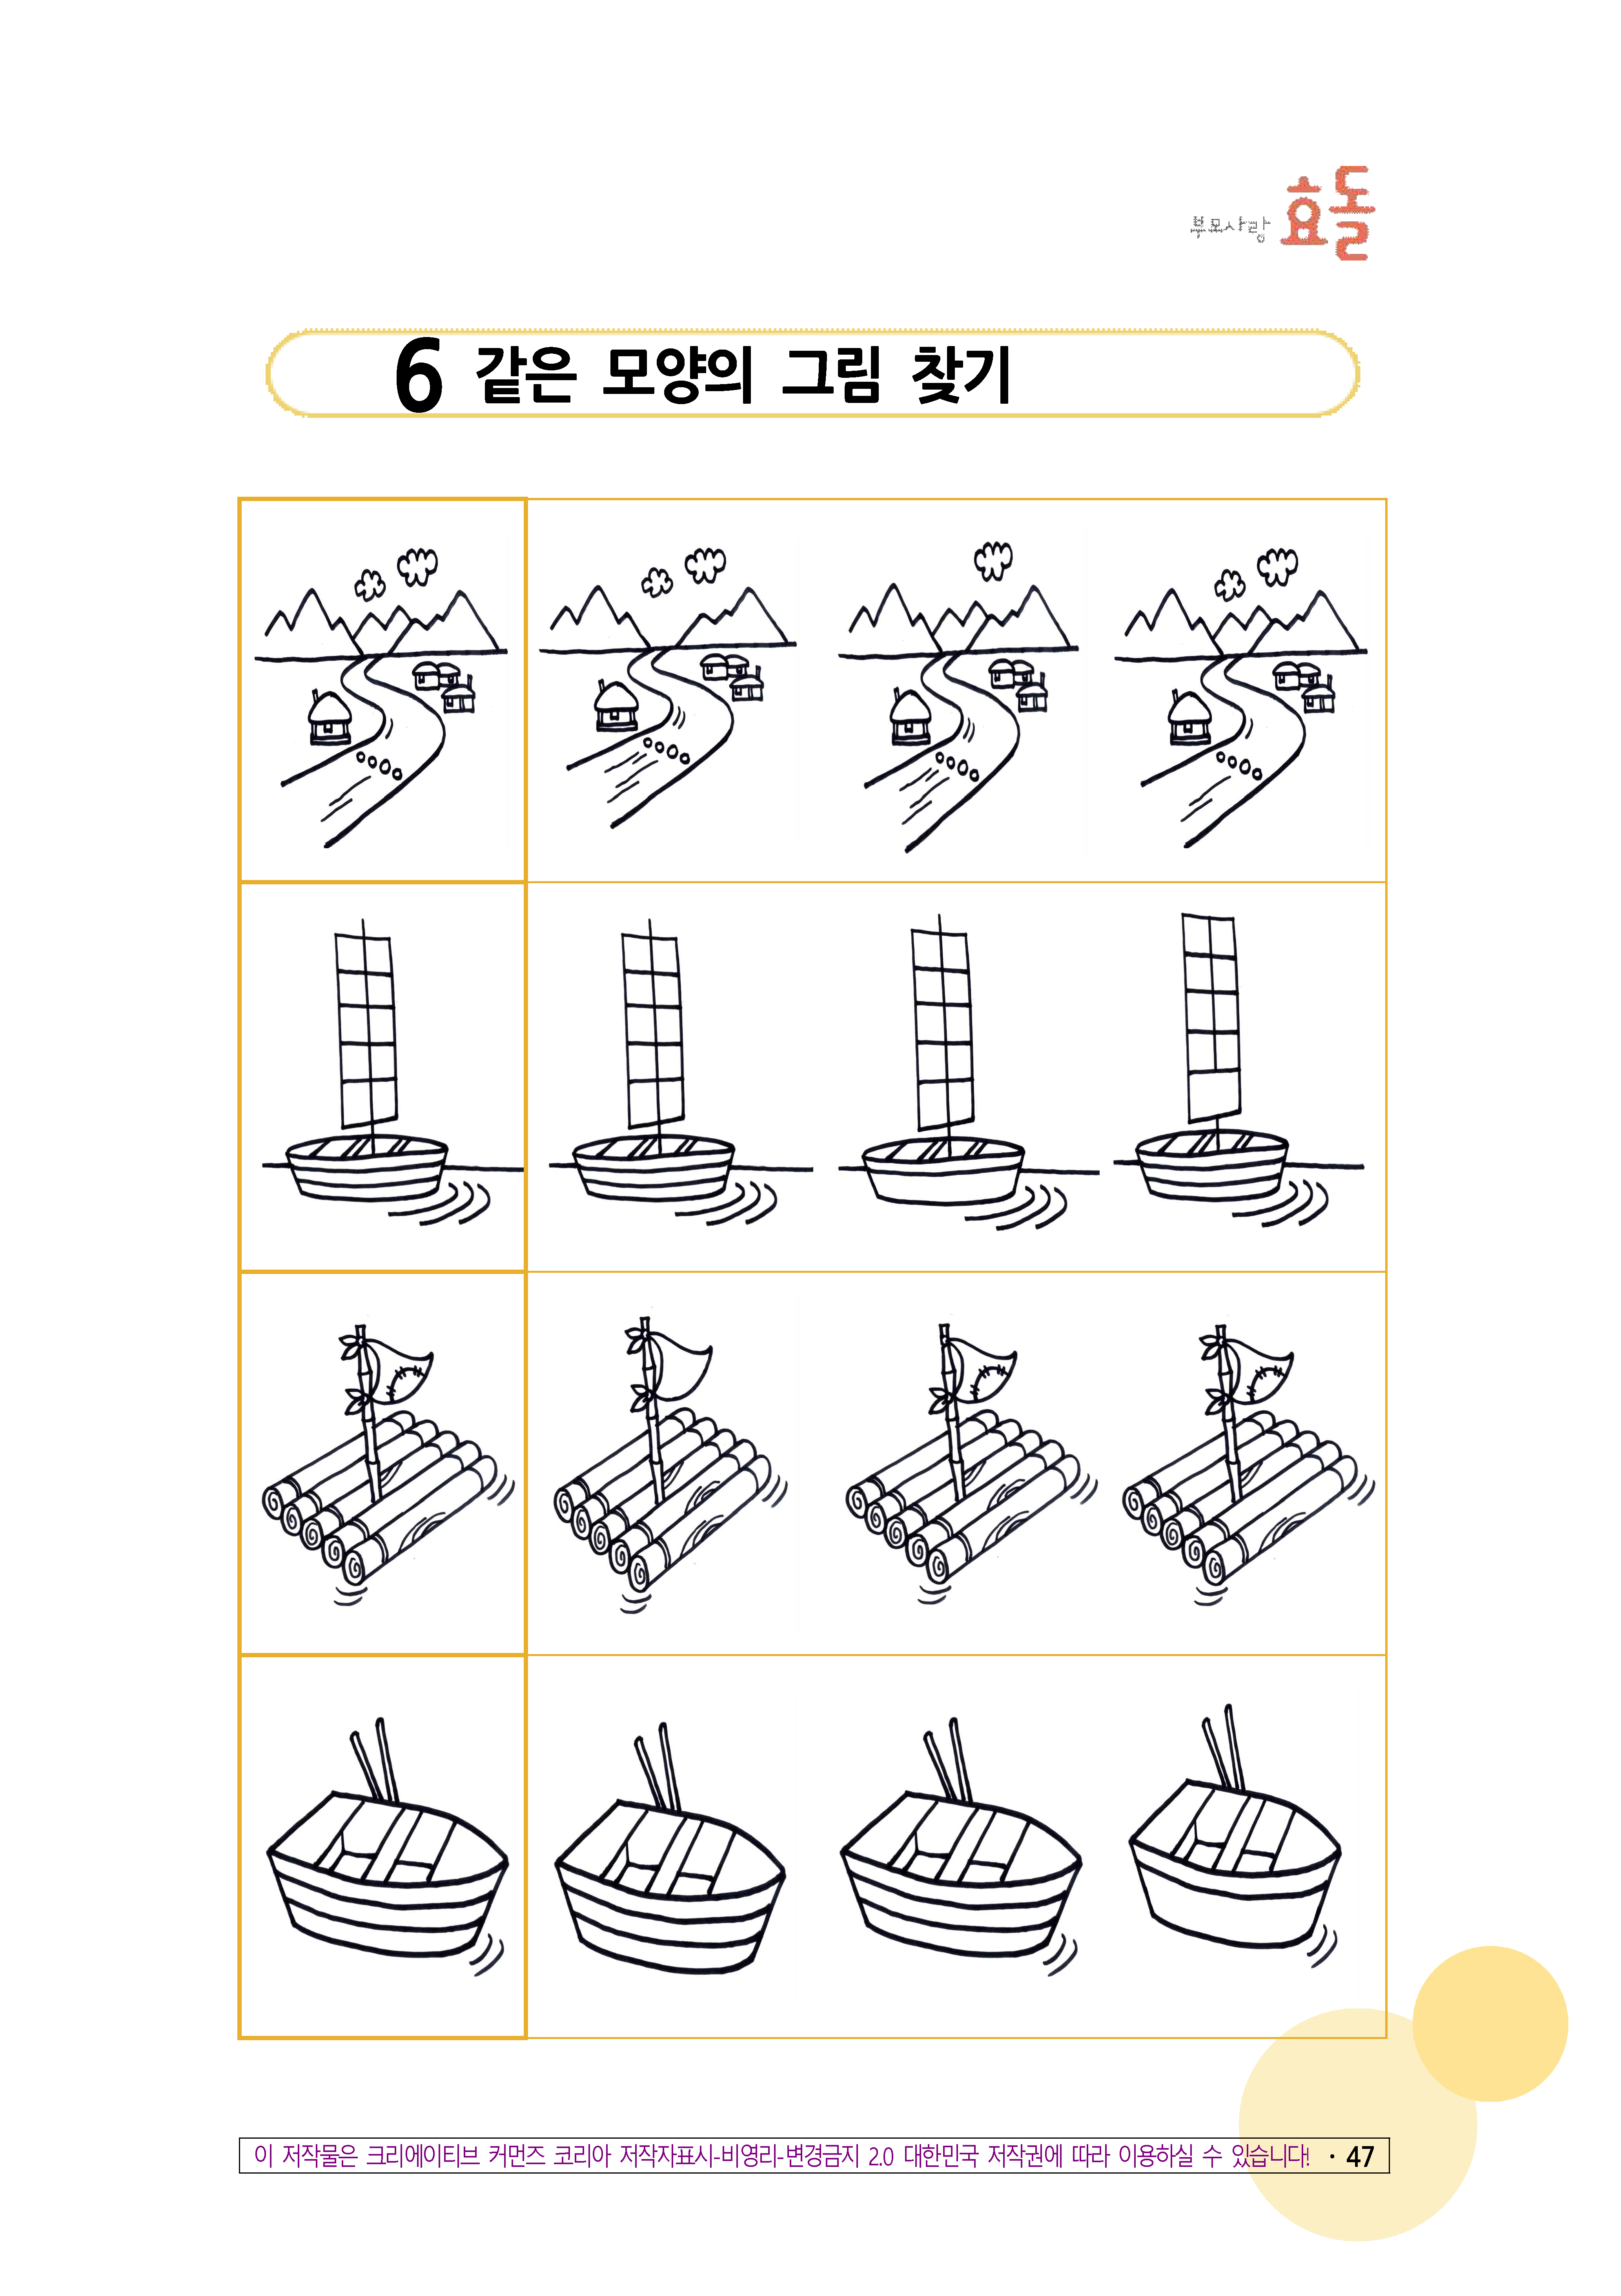 부모사랑 효돌
6 같은 모양의 그림 찾기
이 저작물은 크리에이티브 커먼즈 코리아 저작자표시-비영리-변경금지 2.0 대한민국 저작권에 따라 이용하실 수 있습니다! · 47